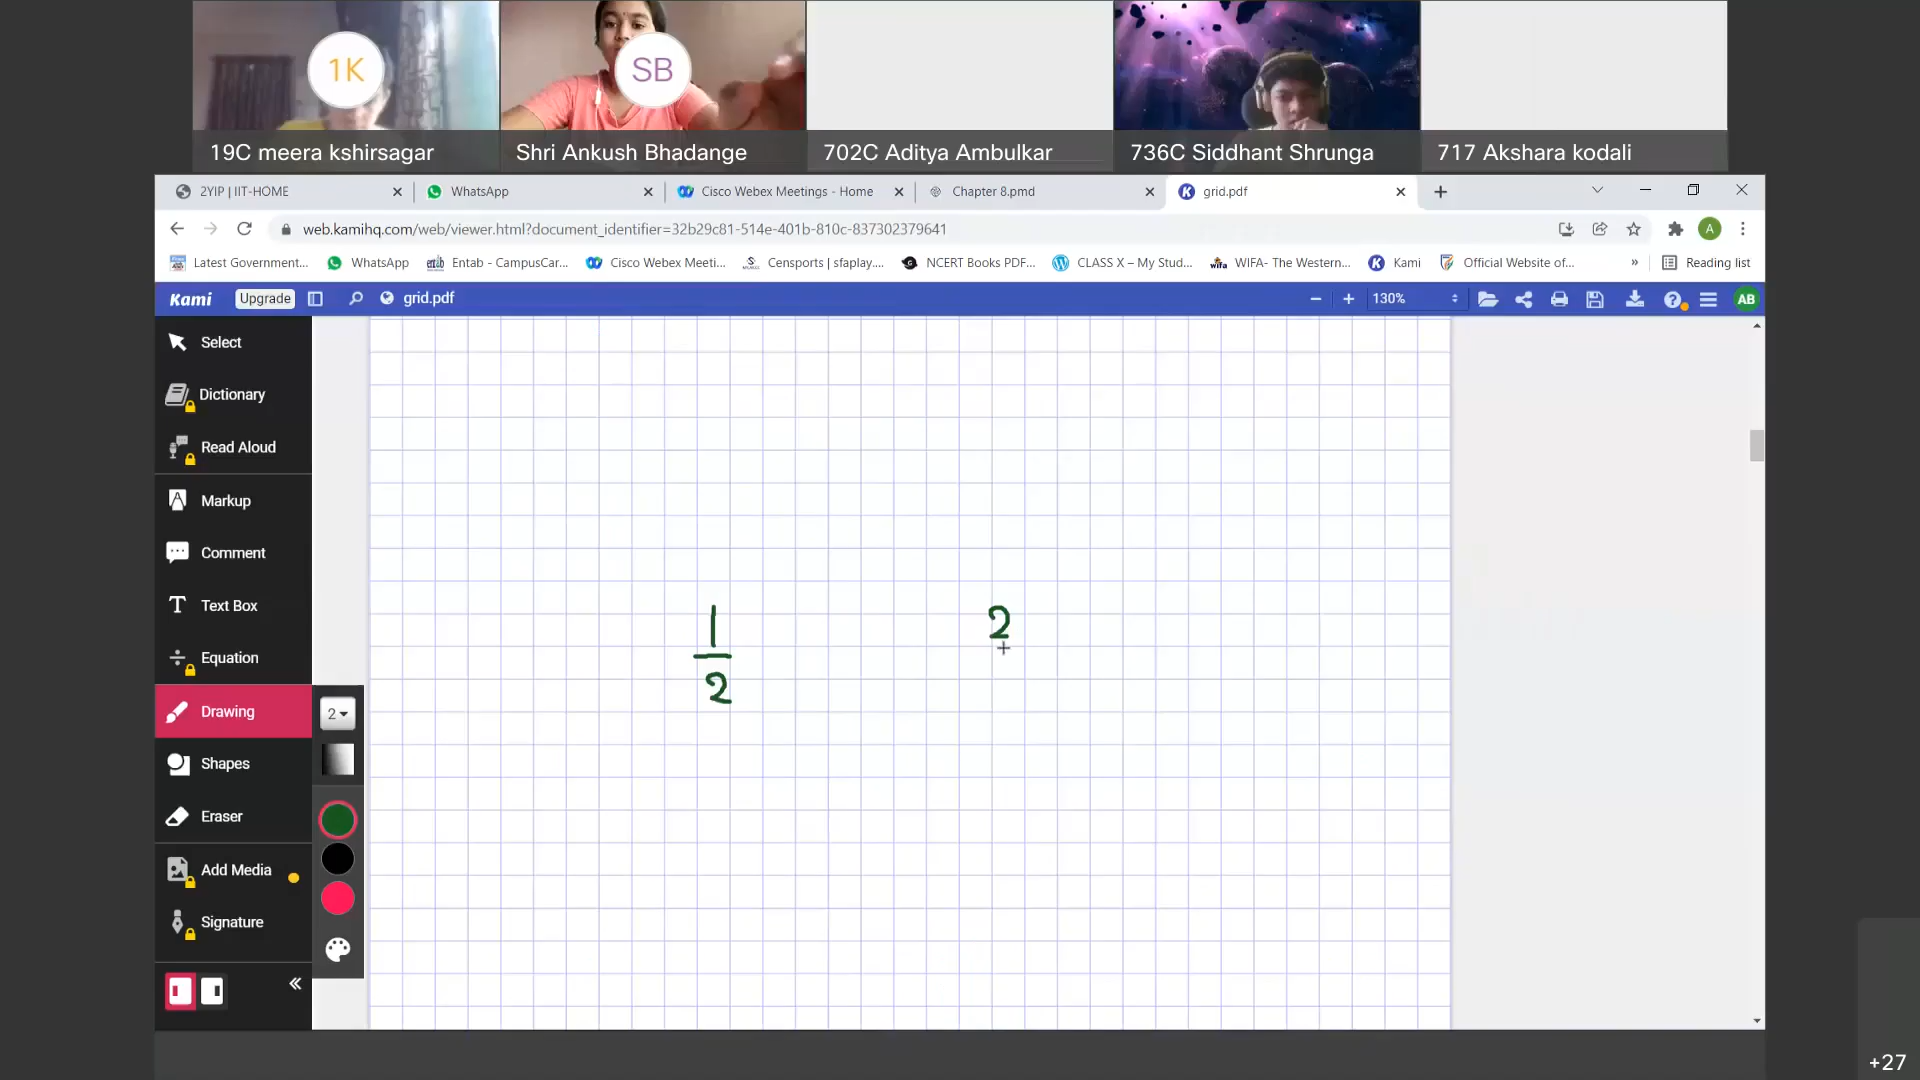 1K
SB
19C meera kshirsagar
Shri Ankush Bhadange
702C Aditya Ambulkar
736C Siddhant Shrunga
717 Akshara kodali
2YIP | IIT-HOME
WhatsApp
Cisco Webex Meetings - Home
Chapter 8.pmd
grid.pdf
web.kamihq.com/web/viewer.html?document_identifier=32b29c81-514e-401b-810c-837302379641
A
Latest Government...
WhatsApp
Entab - CampusCar...
Cisco Webex Meeti...
Censports | sfaplay....
NCERT Books PDF...
CLASS X – My Stud...
WIFA- The Western...
Kami
Official Website of...
»
Reading list
Kami
Upgrade
grid.pdf
130%
AB
Select
Dictionary
Read Aloud
Markup
Comment
Text Box
Equation
Drawing
2
Shapes
Eraser
Add Media
Signature
1
2
2
+27